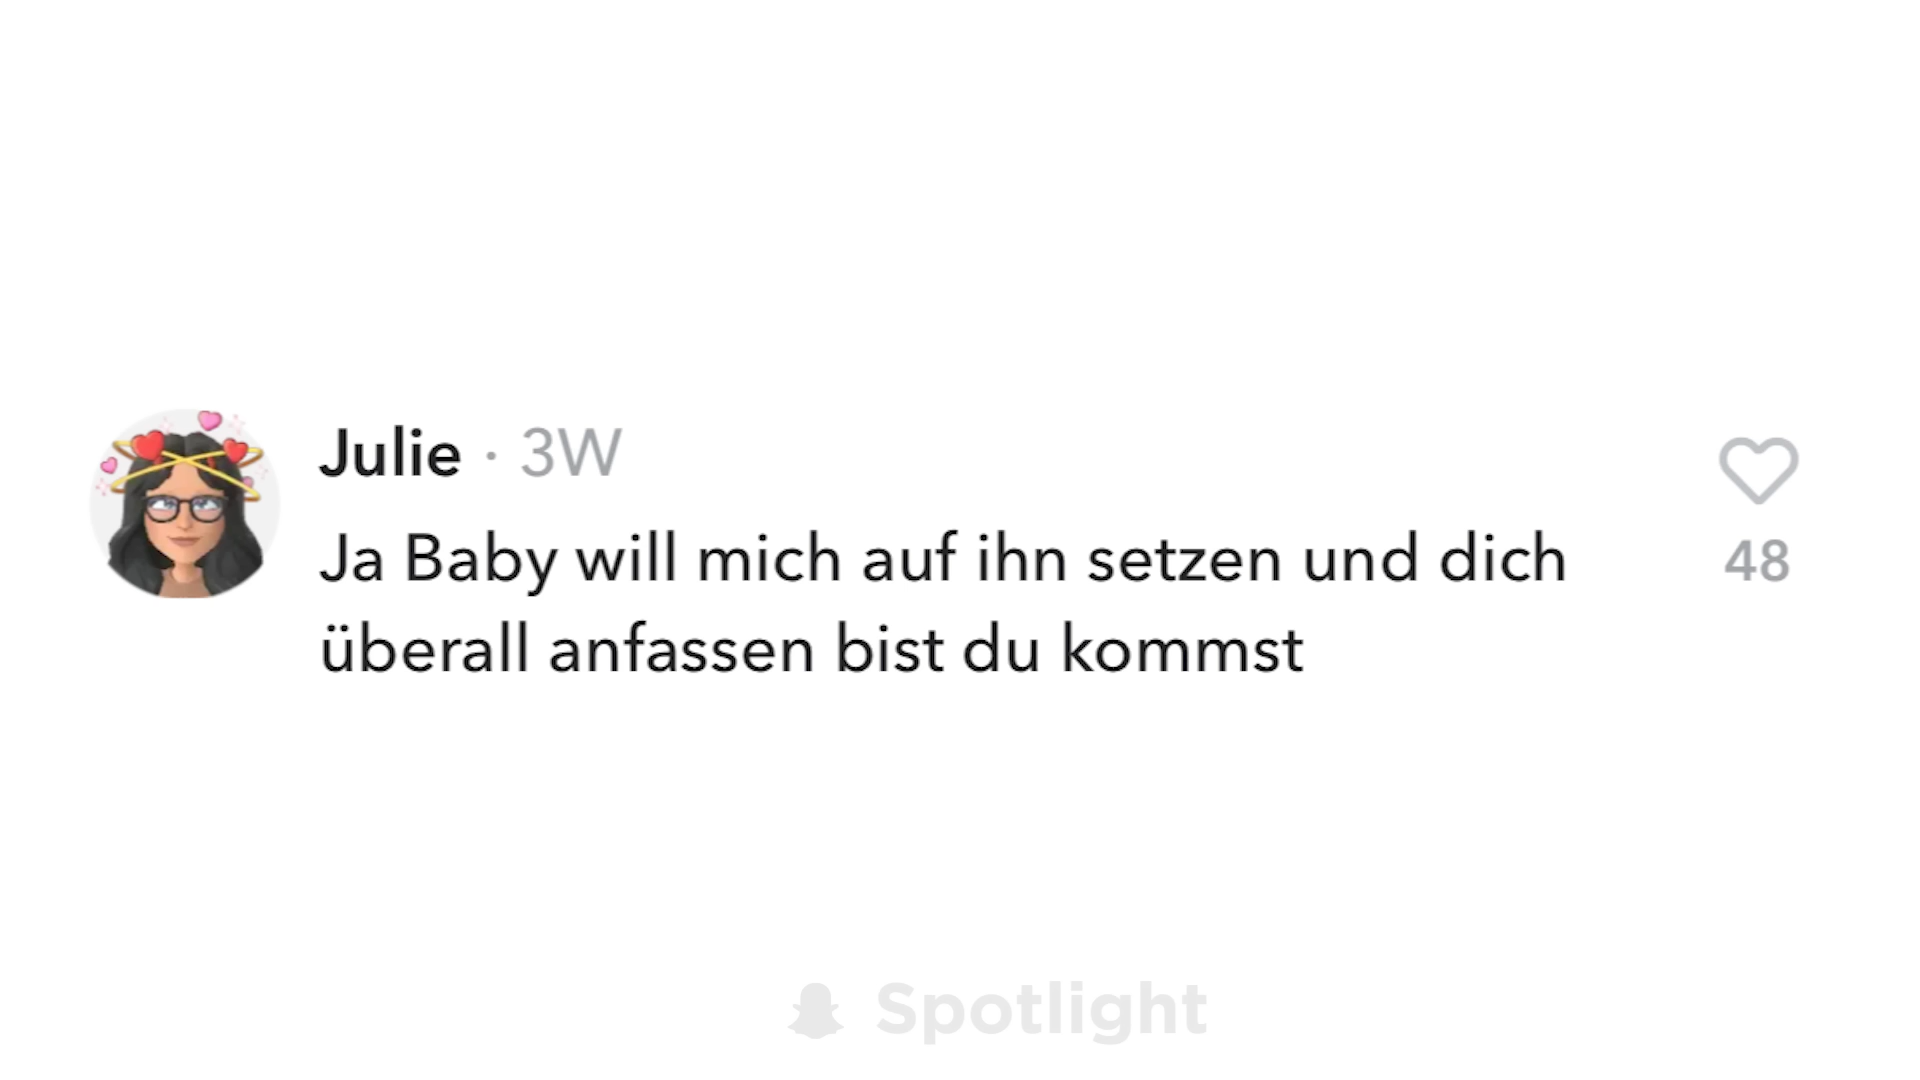 Julie · 3W
Ja Baby will mich auf ihn setzen und dich
48
überall anfassen bist du kommst
Spotlight